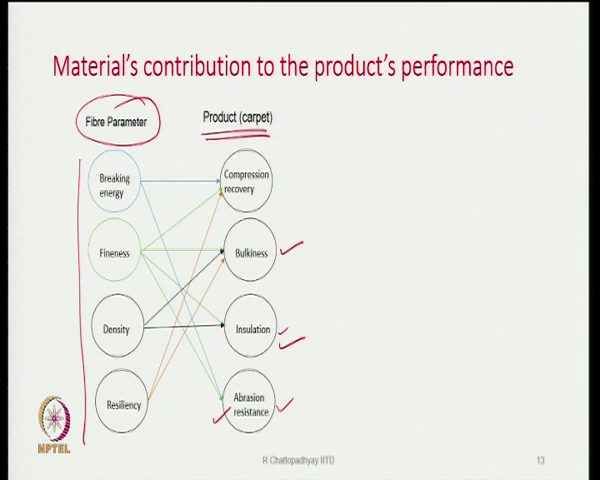 Material's contribution to the product's performance
Fibre Parameter
Product (carpet)
Breaking
energy
Compression
recovery
Fineness
Bulkiness
Density
Insulation
Resiliency
Abrasion
resistance
NPTEL
R Chattopadhyay IITD
13